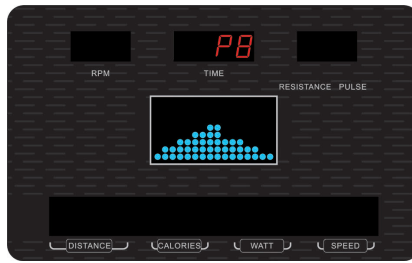 P8
RPM
TIME
RESISTANCE PULSE
DISTANCE CALORIES WATT SPEED